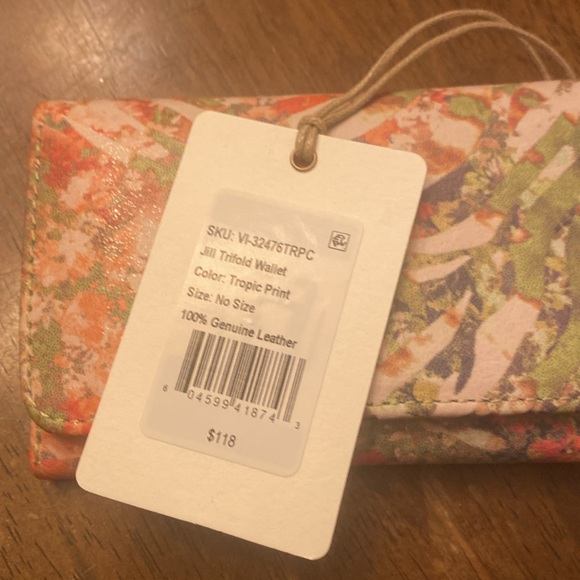 SKU: VI-32476TRPC
Jill Trifold Wallet
Color: Tropic Print
Size: No Size
100% Genuine Leather
6 04599 41874 3
$118